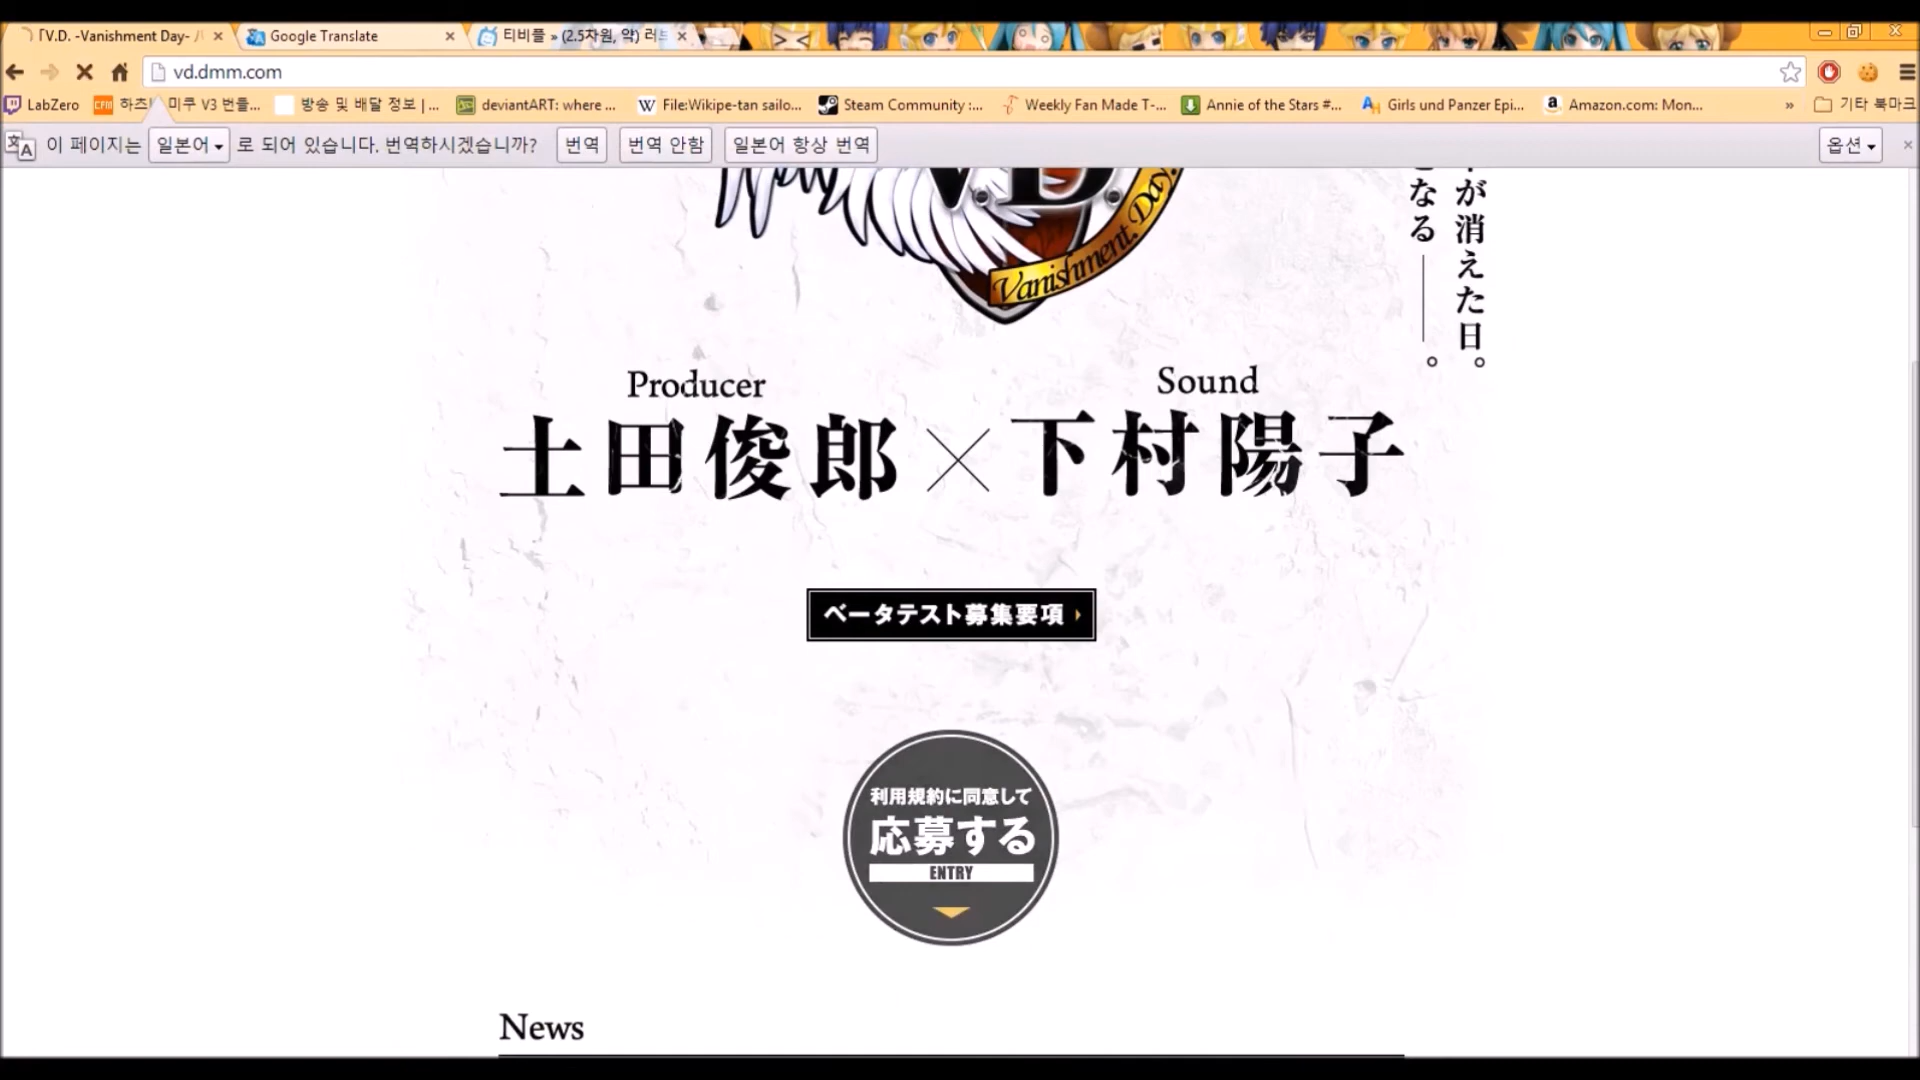 「V.D. -Vanishment Day-
Google Translate
티비플 » (2.5차원, 약) 러브
vd.dmm.com
LabZero
하츠네 미쿠 V3 번들...
방송 및 배달 정보 | ...
deviantART: where ...
File:Wikipe-tan sailo...
Steam Community :...
Weekly Fan Made T-...
Annie of the Stars #...
Girls und Panzer Epi...
Amazon.com: Mon...
»
기타 북마크
이 페이지는 일본어 로 되어 있습니다. 번역하시겠습니까? 번역 번역 안함 일본어 항상 번역 옵션
V.D.
Vanishment Day
が消えた日。
となる――。
Producer
土田俊郎
×
Sound
下村陽子
ベータテスト募集要項
利用規約に同意して
応募する
ENTRY
News